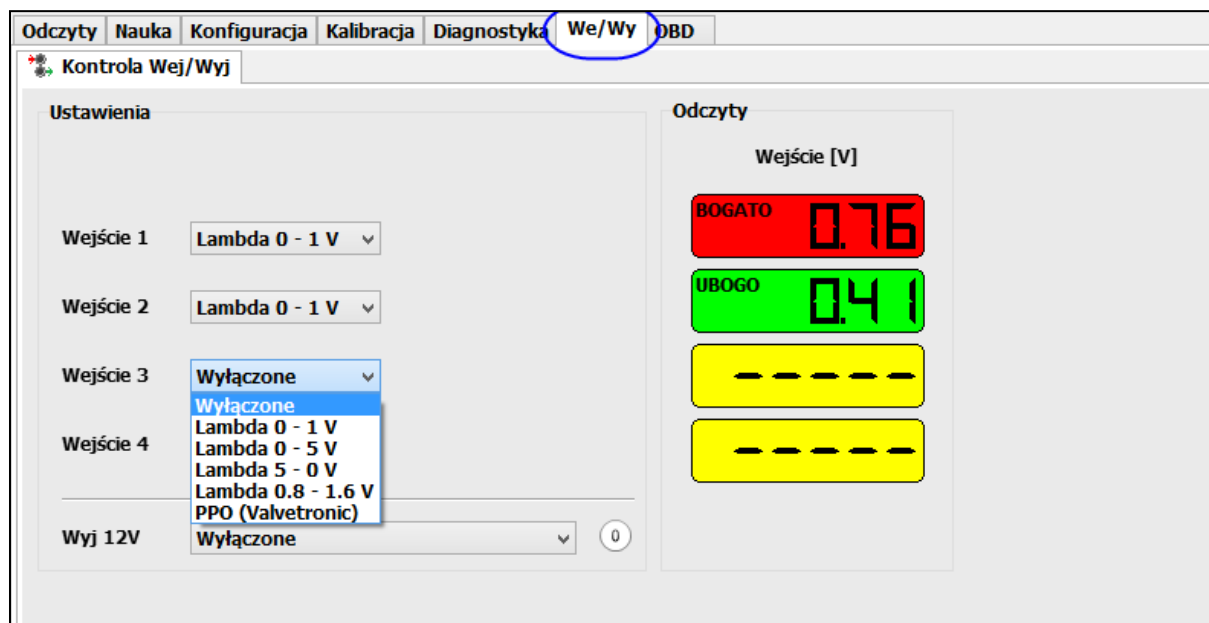 Odczyty Nauka Konfiguracja Kalibracja Diagnostyka We/Wy OBD
Kontrola Wej/Wyj
Ustawienia
Wejście 1 Lambda 0 - 1 V
Wejście 2 Lambda 0 - 1 V
Wejście 3 Wyłączone
Wyłączone
Lambda 0 - 1 V
Wejście 4 Lambda 0 - 5 V
Lambda 5 - 0 V
Lambda 0.8 - 1.6 V
PPO (Valvetronic)
Wyj 12V Wyłączone 0
Odczyty
Wejście [V]
BOGATO 0.76
UBOGO 0.41
-----
-----